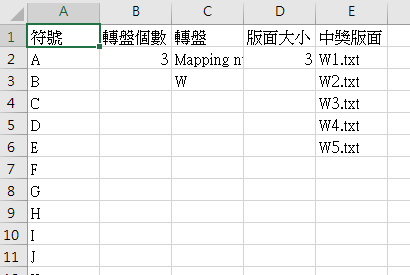 A B C D E
1 符號 轉盤個數 轉盤 版面大小 中獎版面
2 A 3 Mapping 3 W1.txt
3 B W W2.txt
4 C W3.txt
5 D W4.txt
6 E W5.txt
7 F
8 G
9 H
10 I
11 J